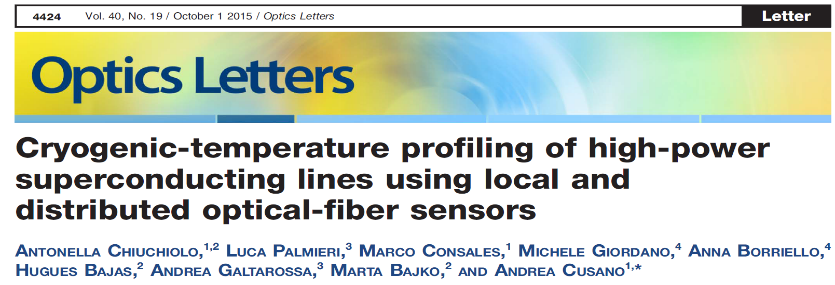 4424 Vol. 40, No. 19 / October 1 2015 / Optics Letters Letter
Optics Letters
Cryogenic-temperature profiling of high-power
superconducting lines using local and
distributed optical-fiber sensors
ANTONELLA CHIUCHIOLO,1,2 LUCA PALMIERI,3 MARCO CONSALES,1 MICHELE GIORDANO,4 ANNA BORRIELLO,4
HUGUES BAJAS,2 ANDREA GALTAROSSA,3 MARTA BAJKO,2 AND ANDREA CUSANO1,*